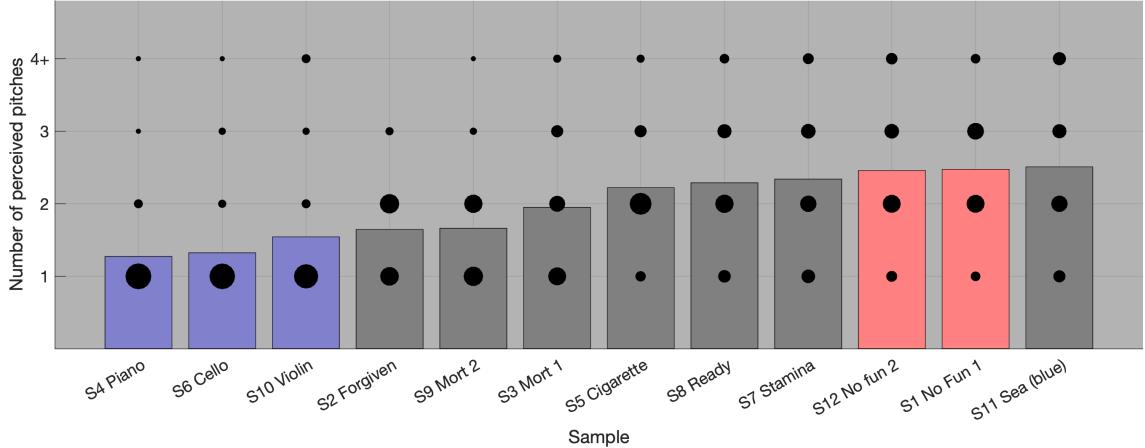 Number of perceived pitches
4+
3
2
1
S4 Piano
S6 Cello
S10 Violin
S2 Forgiven
S9 Mort 2
S3 Mort 1
S5 Cigarette
S8 Ready
S7 Stamina
S12 No fun 2
S1 No Fun 1
S11 Sea (blue)
Sample